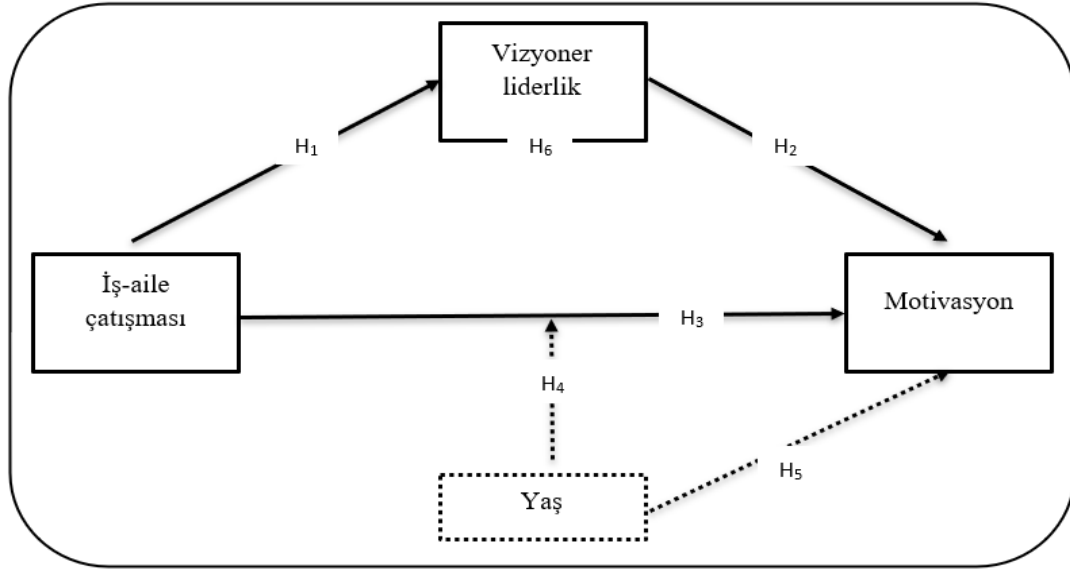 Vizyoner
liderlik
H₁
H₆
H₂
İş-aile
çatışması
Motivasyon
H₃
H₄
H₅
Yaş